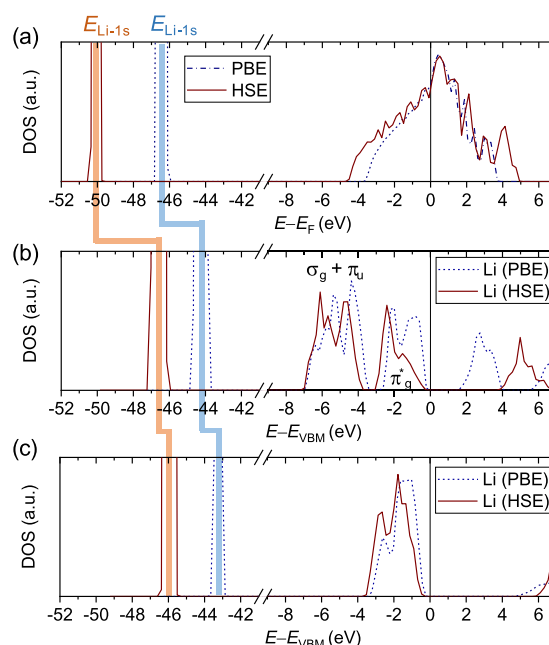 E_Li-1s E_Li-1s
(a)
DOS (a.u.)
PBE
HSE
-52 -50 -48 -46 -44 -42 -8 -6 -4 -2 0 2 4 6
E–E_F (eV)
(b)
DOS (a.u.)
σ_g + π_u
π*_g
Li (PBE)
Li (HSE)
-52 -50 -48 -46 -44 -42 -8 -6 -4 -2 0 2 4 6
E–E_VBM (eV)
(c)
DOS (a.u.)
Li (PBE)
Li (HSE)
-52 -50 -48 -46 -44 -42 -8 -6 -4 -2 0 2 4 6
E–E_VBM (eV)